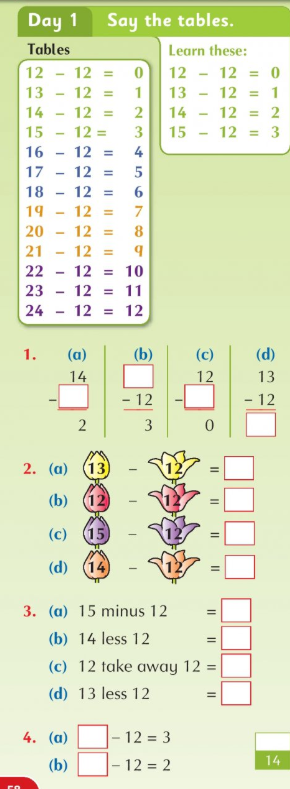 Day 1 Say the tables.
Tables
12 – 12 = 0
13 – 12 = 1
14 – 12 = 2
15 – 12 = 3
16 – 12 = 4
17 – 12 = 5
18 – 12 = 6
19 – 12 = 7
20 – 12 = 8
21 – 12 = 9
22 – 12 = 10
23 – 12 = 11
24 – 12 = 12
Learn these:
12 – 12 = 0
13 – 12 = 1
14 – 12 = 2
15 – 12 = 3
1. (a) (b) (c) (d)
14 12 13
– – 12 – – 12
2 3 0
2. (a) 13 – 12 =
(b) 12 – 12 =
(c) 15 – 12 =
(d) 14 – 12 =
3. (a) 15 minus 12 =
(b) 14 less 12 =
(c) 12 take away 12 =
(d) 13 less 12 =
4. (a) – 12 = 3
(b) – 12 = 2
14